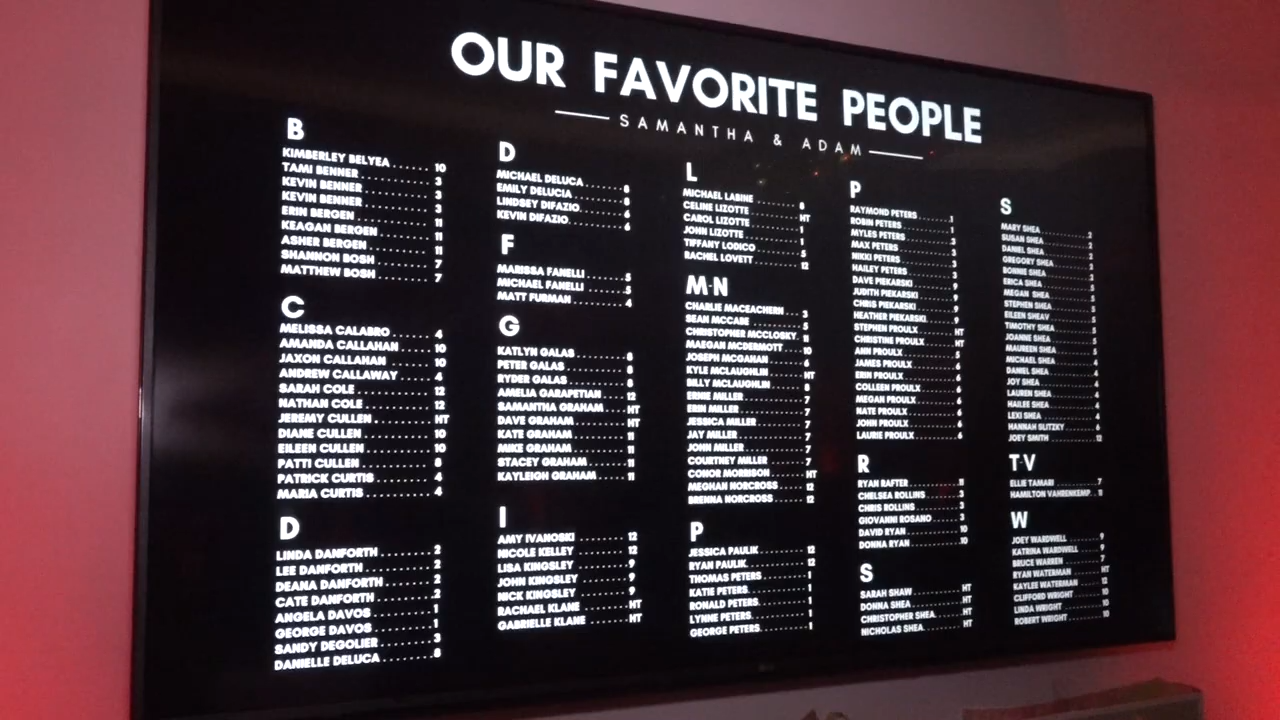 OUR FAVORITE PEOPLE
SAMANTHA & ADAM
B
KIMBERLEY BELYEA........10
TAMI BENNER........3
KEVIN BENNER........3
KEVIN BENNER........3
ERIN BERGEN........11
KEAGAN BERGEN........11
ASHER BERGEN........11
SHANNON BOSH........7
MATTHEW BOSH........7
C
MELISSA CALABRO........4
AMANDA CALLAHAN........10
JAXON CALLAHAN........10
ANDREW CALLAWAY........4
SARAH COLE........12
NATHAN COLE........12
JEREMY CULLEN........HT
DIANE CULLEN........10
EILEEN CULLEN........10
PATTI CULLEN........8
PATRICK CURTIS........4
MARIA CURTIS........4
D
LINDA DANFORTH........2
LEE DANFORTH........2
DEANA DANFORTH........2
CATE DANFORTH........2
ANGELA DAVOS........1
GEORGE DAVOS........1
SANDY DEGOLIER........3
DANIELLE DELUCA........8
D
MICHAEL DELUCA........8
EMILY DELUCIA........8
LINDSEY DIFAZIO........6
KEVIN DIFAZIO........6
F
MARISSA FANELLI........5
MICHAEL FANELLI........5
MATT FURMAN........4
G
KATLYN GALAS........8
PETER GALAS........8
RYDER GALAS........8
AMELIA GARAPETIAN........12
SAMANTHA GRAHAM........HT
DAVE GRAHAM........HT
KATE GRAHAM........11
MIKE GRAHAM........11
STACEY GRAHAM........11
KAYLEIGH GRAHAM........11
I
AMY IVANOSKI........12
NICOLE KELLEY........12
LISA KINGSLEY........9
JOHN KINGSLEY........9
NICK KINGSLEY........9
RACHAEL KLANE........HT
GABRIELLE KLANE........HT
L
MICHAEL LABINE........8
CELINE LIZOTTE........HT
CAROL LIZOTTE........1
JOHN LIZOTTE........1
TIFFANY LODICO........5
RACHEL LOVETT........12
M-N
CHARLIE MACEACHERN........3
SEAN MCCABE........5
CHRISTOPHER MCCLOSKY........11
MAEGAN MCDERMOTT........10
JOSEPH MCGAHAN........6
KYLE MCLAUGHLIN........HT
BILLY MCLAUGHLIN........8
ERNIE MILLER........7
ERIN MILLER........7
JESSICA MILLER........7
JAY MILLER........7
JOHN MILLER........7
COURTNEY MILLER........7
CONOR MORRISON........HT
MEGHAN NORCROSS........12
BRENNA NORCROSS........12
P
JESSICA PAULIK........12
RYAN PAULIK........12
THOMAS PETERS........1
KATIE PETERS........1
RONALD PETERS........1
LYNNE PETERS........1
GEORGE PETERS........1
P
RAYMOND PETERS........1
ROBIN PETERS........1
MYLES PETERS........3
MAX PETERS........3
NIKKI PETERS........3
HAILEY PETERS........3
DAVE PIEKARSKI........9
JUDITH PIEKARSKI........9
CHRIS PIEKARSKI........9
HEATHER PIEKARSKI........9
STEPHEN PROULX........HT
CHRISTINE PROULX........HT
ANN PROULX........5
JAMES PROULX........6
ERIN PROULX........6
COLLEEN PROULX........6
MEGAN PROULX........6
NATE PROULX........6
JOHN PROULX........6
LAURIE PROULX........6
R
RYAN RAFTER........11
CHELSEA ROLLINS........3
CHRIS ROLLINS........3
GIOVANNI ROSANO........3
DAVID RYAN........10
DONNA RYAN........10
S
SARAH SHAW........HT
DONNA SHEA........HT
CHRISTOPHER SHEA........HT
NICHOLAS SHEA........HT
S
MARY SHEA........2
SUSAN SHEA........2
DANIEL SHEA........2
GREGORY SHEA........2
BONNIE SHEA
ERICA SHEA
MEGAN SHEA
STEPHEN SHEA
EILEEN SHEAV
TIMOTHY SHEA........5
JOANNE SHEA........5
MAUREEN SHEA........5
MICHAEL SHEA
DANIEL SHEA
JOY SHEA........4
LAUREN SHEA........4
HAILEE SHEA........4
LEXI SHEA........4
HANNAH SLITZKY........6
JOEY SMITH........12
T-V
ELLIE TAMARI........7
HAMILTON VAHRENKEMP........11
W
JOEY WARDWELL........9
KATRINA WARDWELL........9
BRUCE WARREN........7
RYAN WATERMAN........HT
KAYLEE WATERMAN........12
CLIFFORD WRIGHT........10
LINDA WRIGHT........10
ROBERT WRIGHT........10